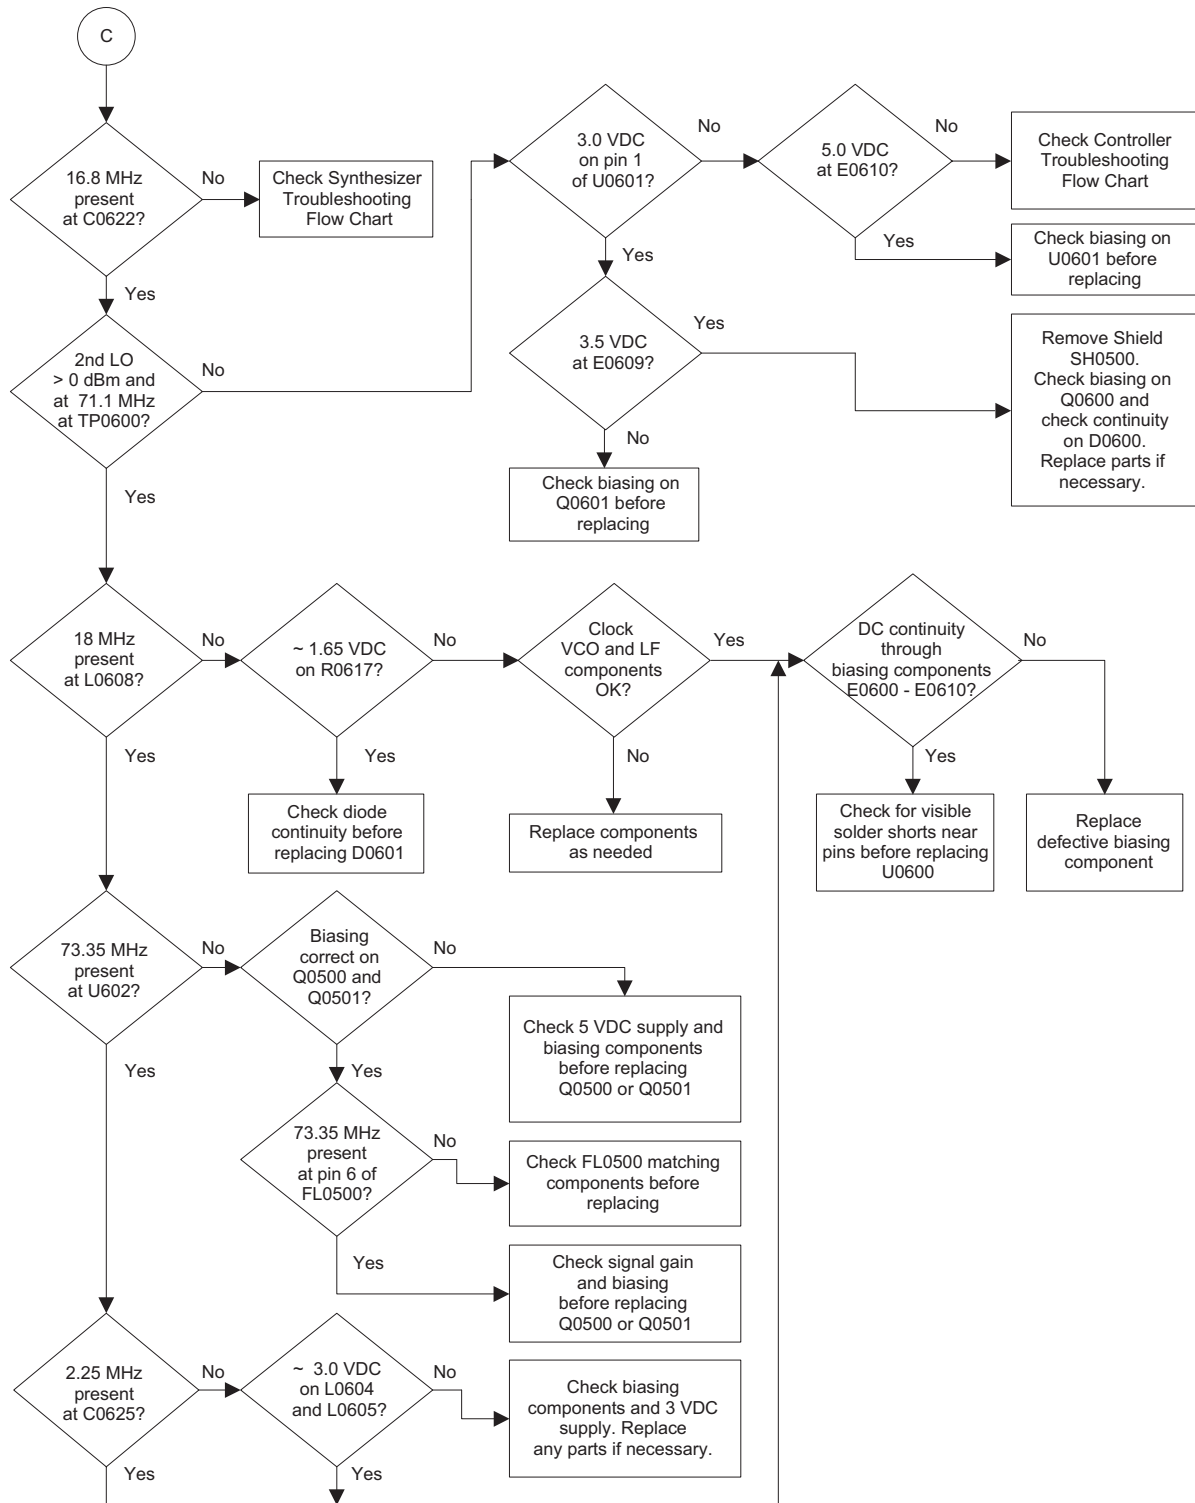 C
16.8 MHz
present
at C0622?
No
Check Synthesizer
Troubleshooting
Flow Chart
Yes
3.0 VDC
on pin 1
of U0601?
No
5.0 VDC
at E0610?
No
Check Controller
Troubleshooting
Flow Chart
Yes
Check biasing on
U0601 before
replacing
Yes
2nd LO
> 0 dBm and
at 71.1 MHz
at TP0600?
No
3.5 VDC
at E0609?
Yes
Remove Shield
SH0500.
Check biasing on
Q0600 and
check continuity
on D0600.
Replace parts if
necessary.
No
Check biasing on
Q0601 before
replacing
Yes
18 MHz
present
at L0608?
No
~ 1.65 VDC
on R0617?
No
Clock
VCO and LF
components
OK?
Yes
DC continuity
through
biasing components
E0600 - E0610?
No
Yes
Yes
No
Yes
Check diode
continuity before
replacing D0601
Replace components
as needed
Check for visible
solder shorts near
pins before replacing
U0600
Replace
defective biasing
component
73.35 MHz
present
at U602?
No
Biasing
correct on
Q0500 and
Q0501?
No
Check 5 VDC supply and
biasing components
before replacing
Q0500 or Q0501
Yes
Yes
73.35 MHz
present
at pin 6 of
FL0500?
No
Check FL0500 matching
components before
replacing
Yes
Check signal gain
and biasing
before replacing
Q0500 or Q0501
2.25 MHz
present
at C0625?
No
~ 3.0 VDC
on L0604
and L0605?
No
Check biasing
components and 3 VDC
supply. Replace
any parts if necessary.
Yes
Yes